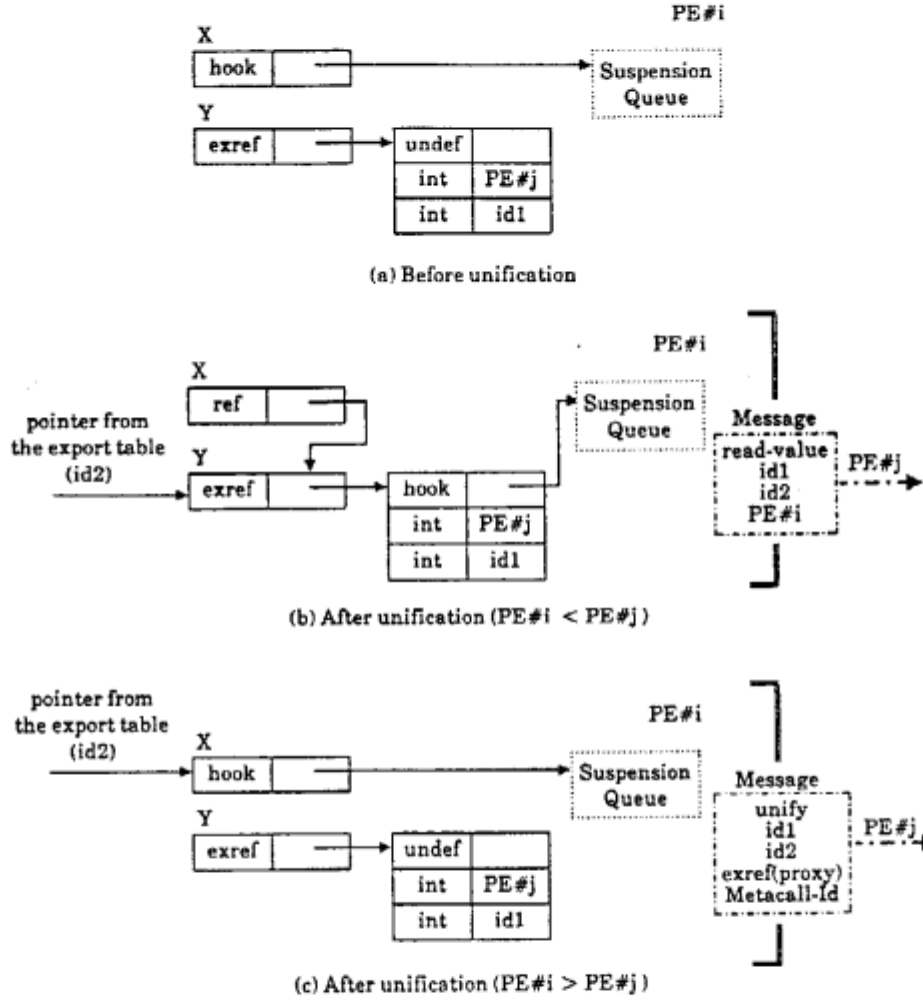 PE#i
X
hook
Suspension
Queue
Y
exref
undef
int PE#j
int id1
(a) Before unification
PE#i
X
ref
Suspension
Queue
pointer from
the export table
(id2)
Y
exref
hook
int PE#j
int id1
Message
read-value
id1
id2
PE#i
PE#j
(b) After unification (PE#i < PE#j)
pointer from
the export table
(id2)
PE#i
X
hook
Suspension
Queue
Y
exref
undef
int PE#j
int id1
Message
unify
id1
id2
exref(proxy)
Metacall-Id
PE#j
(c) After unification (PE#i > PE#j)